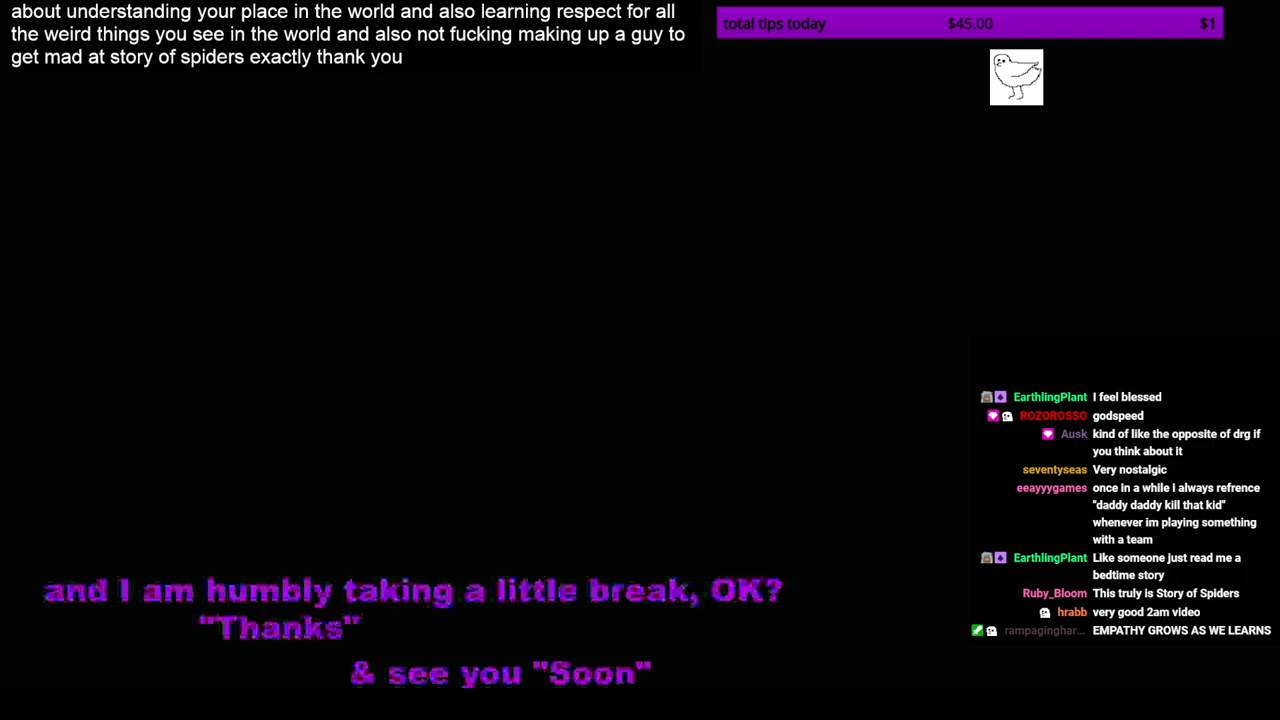 about understanding your place in the world and also learning respect for all
the weird things you see in the world and also not fucking making up a guy to
get mad at story of spiders exactly thank you
total tips today $45.00 $1
EarthlingPlant I feel blessed
ROZOROSSO godspeed
Ausk kind of like the opposite of drg if
you think about it
seventyseas Very nostalgic
eeayyygames once in a while i always refrence
"daddy daddy kill that kid"
whenever im playing something
with a team
EarthlingPlant Like someone just read me a
bedtime story
Ruby_Bloom This truly is Story of Spiders
hrabb very good 2am video
rampaginghar... EMPATHY GROWS AS WE LEARNS
and I am humbly taking a little break, OK?
"Thanks"
& see you "Soon"